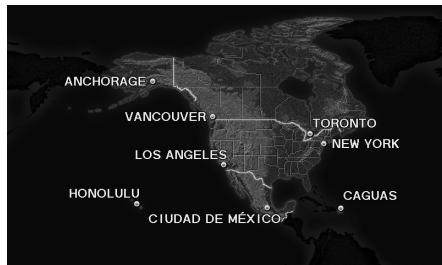 ANCHORAGE
VANCOUVER
TORONTO
NEW YORK
LOS ANGELES
HONOLULU
CAGUAS
CIUDAD DE MÉXICO